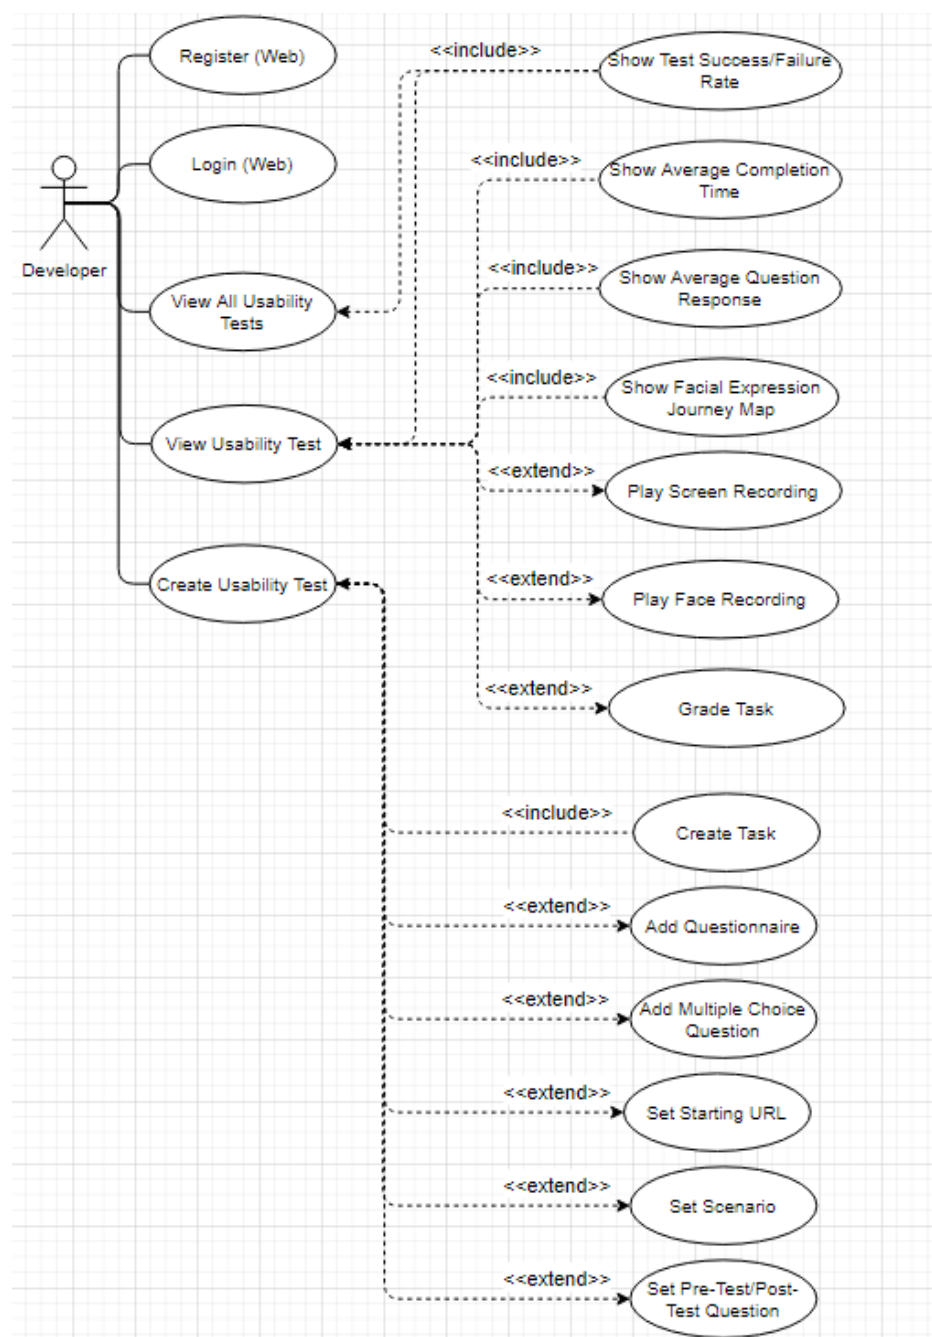 Register (Web)
<<include>>
Show Test Success/Failure
Rate
Login (Web)
<<include>>
Show Average Completion
Time
Developer
<<include>>
Show Average Question
Response
View All Usability
Tests
<<include>>
Show Facial Expression
Journey Map
View Usability Test
<<extend>>
Play Screen Recording
Create Usability Test
<<extend>>
Play Face Recording
<<extend>>
Grade Task
<<include>>
Create Task
<<extend>>
Add Questionnaire
<<extend>>
Add Multiple Choice
Question
<<extend>>
Set Starting URL
<<extend>>
Set Scenario
<<extend>>
Set Pre-Test/Post-
Test Question